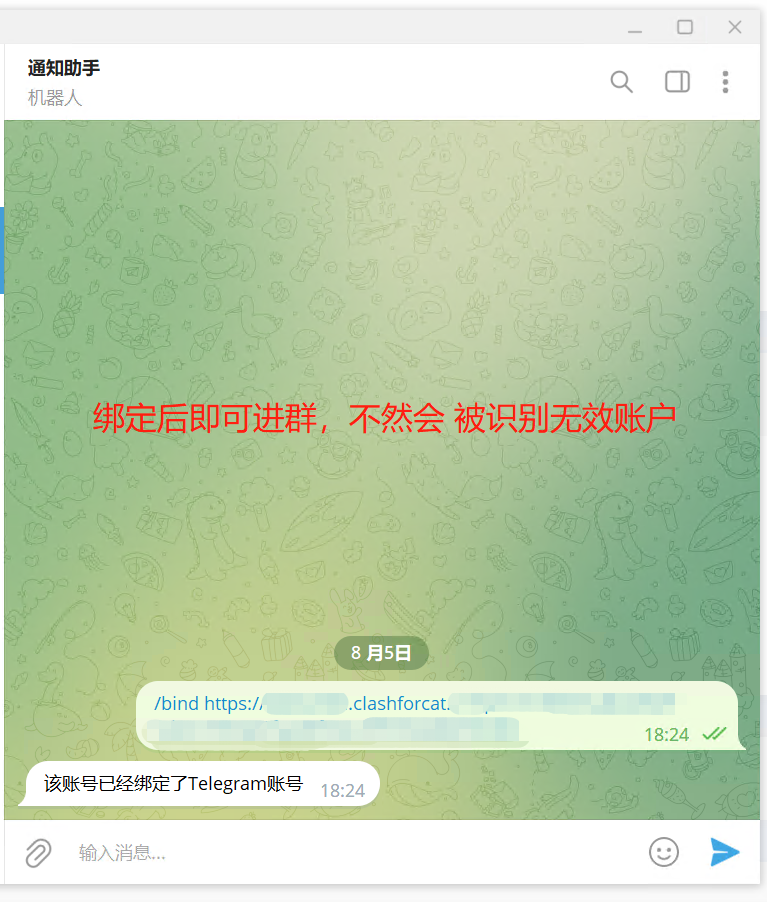 通知助手
机器人
绑定后即可进群，不然会 被识别无效账户
8 月5日
/bind https:/ .clashforcat.
18:24
该账号已经绑定了Telegram账号 18:24
输入消息...